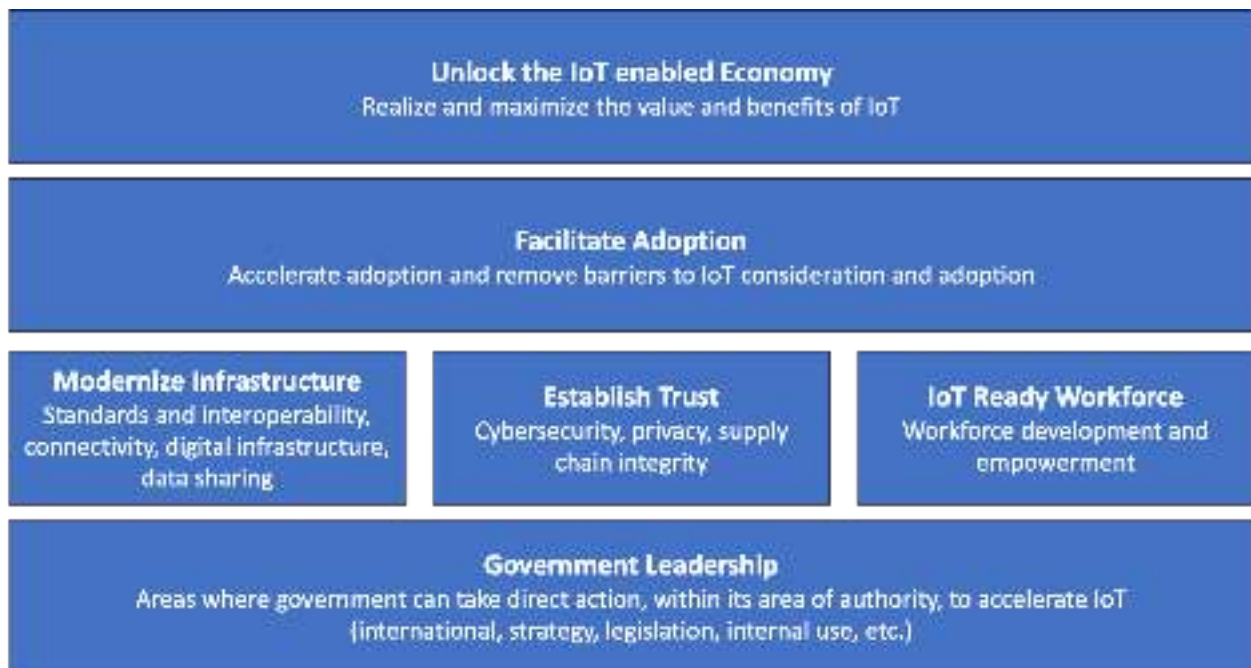 Unlock the IoT enabled Economy
Realize and maximize the value and benefits of IoT
Facilitate Adoption
Accelerate adoption and remove barriers to IoT consideration and adoption
Modernize Infrastructure
Standards and interoperability,
connectivity, digital infrastructure,
data sharing
Establish Trust
Cybersecurity, privacy, supply
chain integrity
IoT Ready Workforce
Workforce development and
empowerment
Government Leadership
Areas where government can take direct action, within its area of authority, to accelerate IoT
(international, strategy, legislation, internal use, etc.)